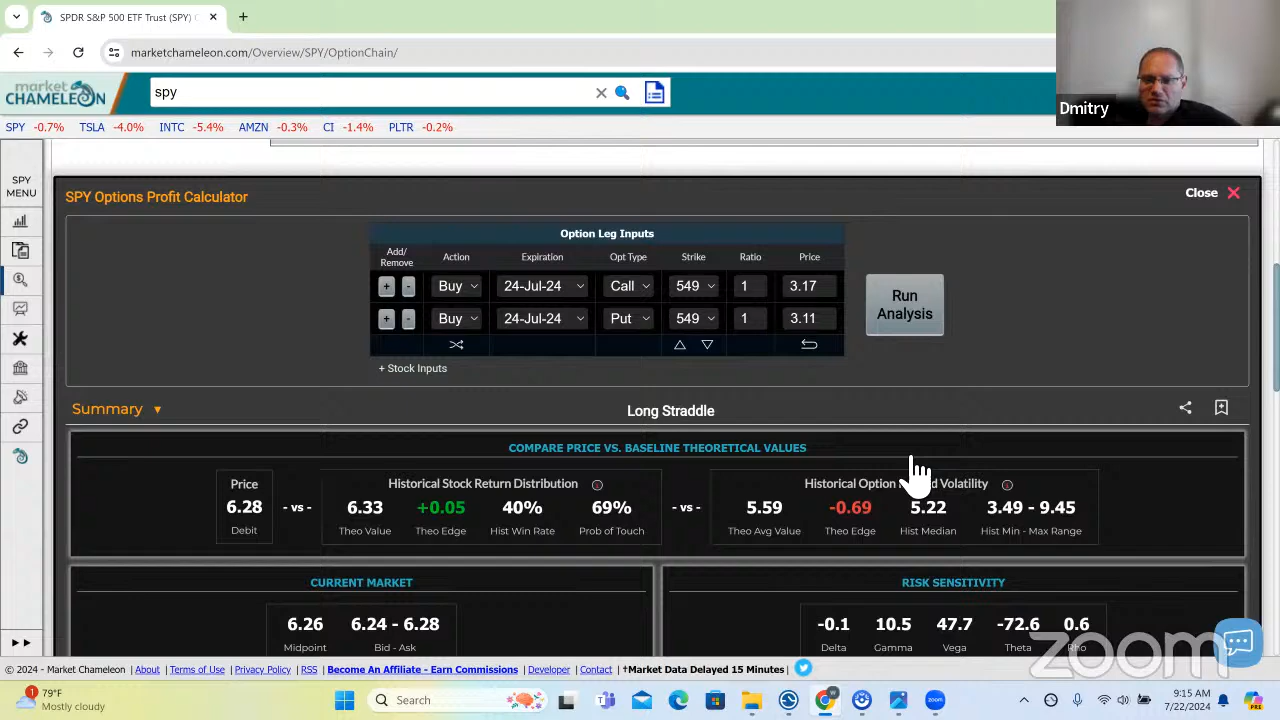 SPDR S&P 500 ETF Trust (SPY) C
marketchameleon.com/Overview/SPY/OptionChain/
Dmitry
market CHAMELEON
spy
SPY -0.7% TSLA -4.0% INTC -5.4% AMZN -0.3% CI -1.4% PLTR -0.2%
SPY MENU
SPY Options Profit Calculator
Close
Option Leg Inputs
Add/ Remove Action Expiration Opt Type Strike Ratio Price
+ - Buy 24-Jul-24 Call 549 1 3.17
+ - Buy 24-Jul-24 Put 549 1 3.11
Run Analysis
+ Stock Inputs
Summary
Long Straddle
COMPARE PRICE VS. BASELINE THEORETICAL VALUES
Price
6.28
Debit
- vs -
Historical Stock Return Distribution
6.33 +0.05 40% 69%
Theo Value Theo Edge Hist Win Rate Prob of Touch
- vs -
Historical Option d Volatility
5.59 -0.69 5.22 3.49 - 9.45
Theo Avg Value Theo Edge Hist Median Hist Min - Max Range
CURRENT MARKET
6.26 6.24 - 6.28
Midpoint Bid - Ask
RISK SENSITIVITY
-0.1 10.5 47.7 -72.6 0.6
Delta Gamma Vega Theta Rho
zoom
© 2024 - Market Chameleon | About | Terms of Use | Privacy Policy | RSS | Become An Affiliate - Earn Commissions | Developer | Contact | †Market Data Delayed 15 Minutes |
1
79°F
Mostly cloudy
Search
9:15 AM
7/22/2024